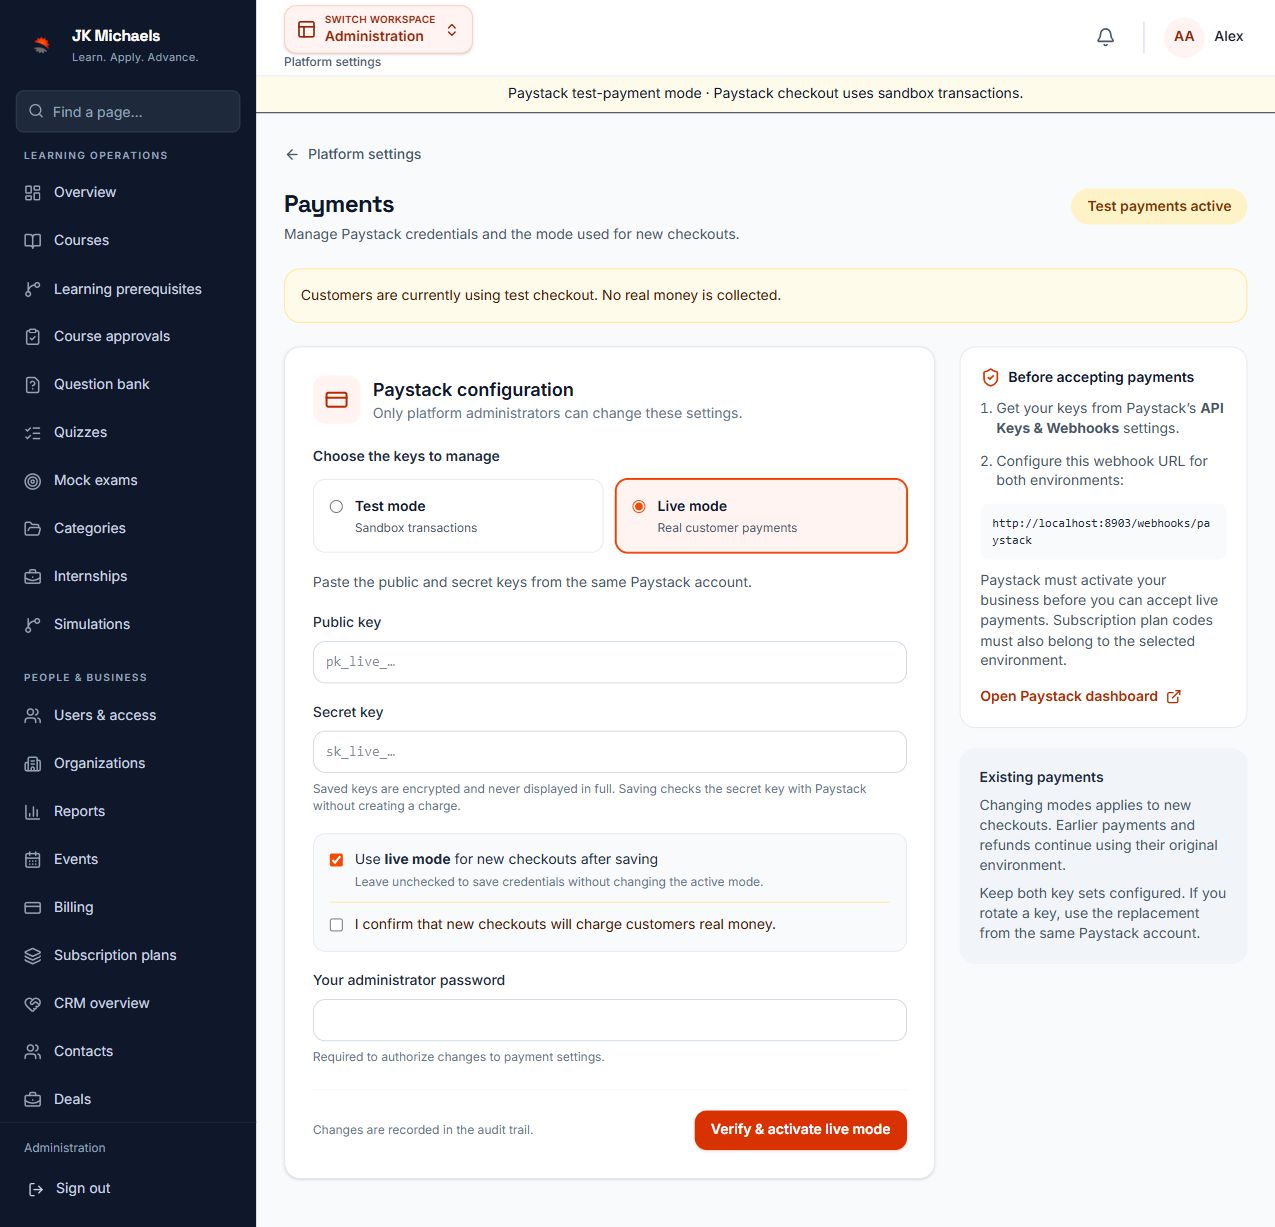 JK Michaels
Learn. Apply. Advance.
Find a page...
LEARNING OPERATIONS
Overview
Courses
Learning prerequisites
Course approvals
Question bank
Quizzes
Mock exams
Categories
Internships
Simulations
PEOPLE & BUSINESS
Users & access
Organizations
Reports
Events
Billing
Subscription plans
CRM overview
Contacts
Deals
Administration
Sign out
SWITCH WORKSPACE
Administration
Platform settings
AA
Alex
Paystack test-payment mode · Paystack checkout uses sandbox transactions.
Platform settings
Payments
Manage Paystack credentials and the mode used for new checkouts.
Test payments active
Customers are currently using test checkout. No real money is collected.
Paystack configuration
Only platform administrators can change these settings.
Choose the keys to manage
Test mode
Sandbox transactions
Live mode
Real customer payments
Paste the public and secret keys from the same Paystack account.
Public key
pk_live_…
Secret key
sk_live_…
Saved keys are encrypted and never displayed in full. Saving checks the secret key with Paystack
without creating a charge.
Use live mode for new checkouts after saving
Leave unchecked to save credentials without changing the active mode.
I confirm that new checkouts will charge customers real money.
Your administrator password
Required to authorize changes to payment settings.
Changes are recorded in the audit trail.
Verify & activate live mode
Before accepting payments
1. Get your keys from Paystack’s API
Keys & Webhooks settings.
2. Configure this webhook URL for
both environments:
http://localhost:8903/webhooks/pa
ystack
Paystack must activate your
business before you can accept live
payments. Subscription plan codes
must also belong to the selected
environment.
Open Paystack dashboard
Existing payments
Changing modes applies to new
checkouts. Earlier payments and
refunds continue using their original
environment.
Keep both key sets configured. If you
rotate a key, use the replacement
from the same Paystack account.